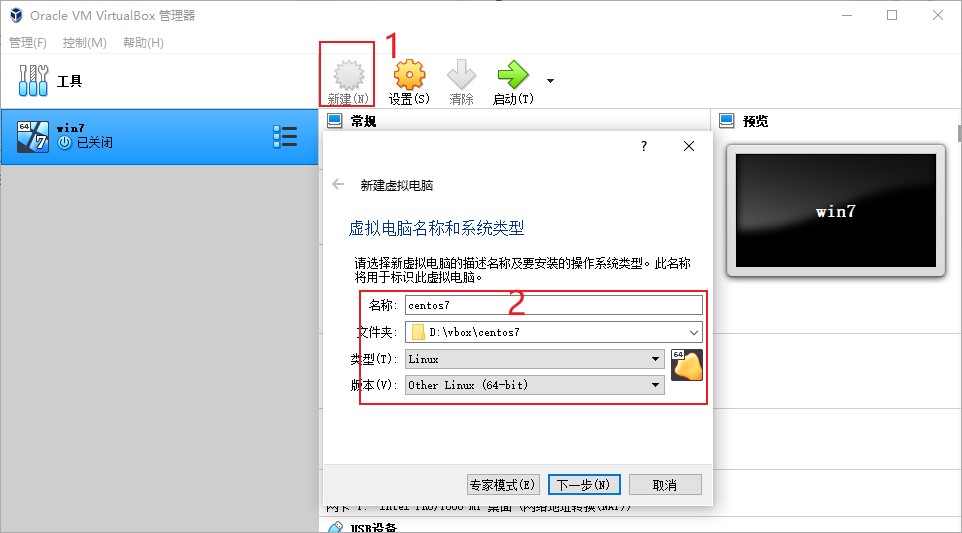 Oracle VM VirtualBox 管理器
管理(F) 控制(M) 帮助(H)
1
工具
新建(N) 设置(S) 清除 启动(T)
64
7
win7
已关闭
常规
预览
win7
?
新建虚拟电脑
虚拟电脑名称和系统类型
请选择新虚拟电脑的描述名称及要安装的操作系统类型。此名称
将用于标识此虚拟电脑。
2
名称: centos7
文件夹: D:\vbox\centos7
类型(T): Linux
64
版本(V): Other Linux (64-bit)
专家模式(E) 下一步(N) 取消
网卡 1: Intel PRO/1000 MT 桌面 (网络地址转换(NAT))
USB设备